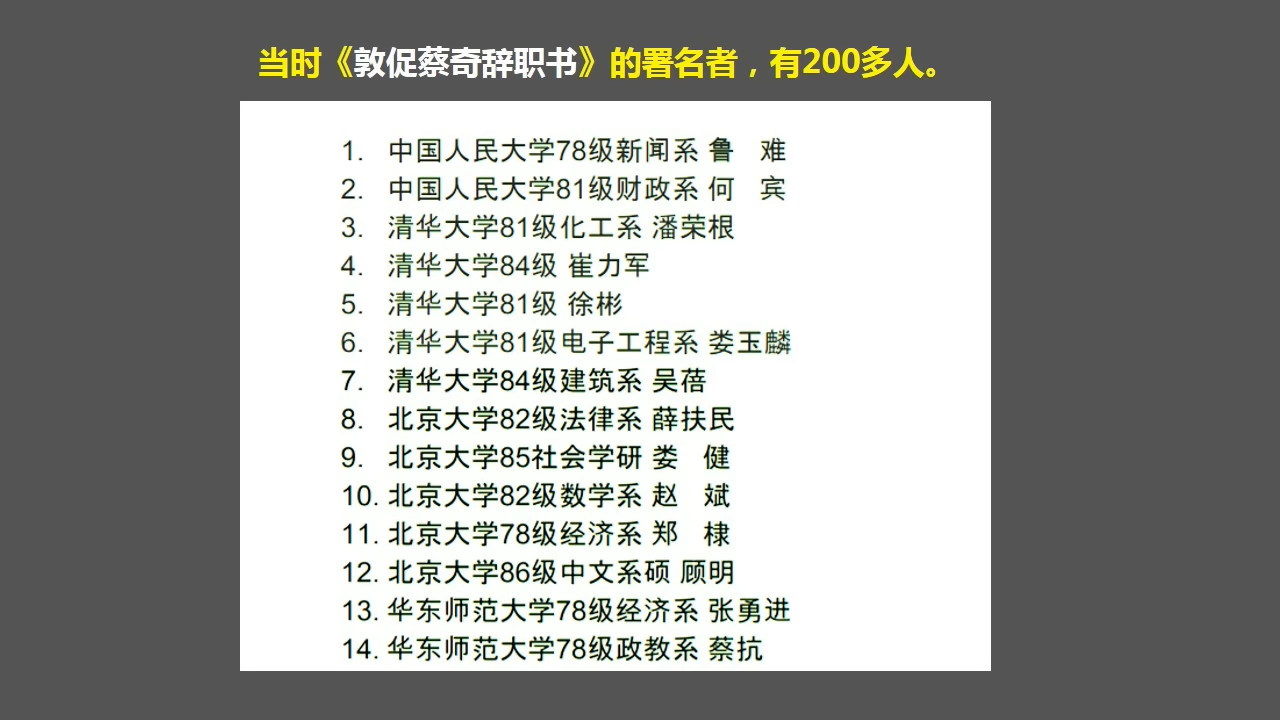 当时《敦促蔡奇辞职书》的署名者，有200多人。
1. 中国人民大学78级新闻系 鲁 难
2. 中国人民大学81级财政系 何 宾
3. 清华大学81级化工系 潘荣根
4. 清华大学84级 崔力军
5. 清华大学81级 徐彬
6. 清华大学81级电子工程系 娄玉麟
7. 清华大学84级建筑系 吴蓓
8. 北京大学82级法律系 薛扶民
9. 北京大学85社会学研 娄 健
10. 北京大学82级数学系 赵 斌
11. 北京大学78级经济系 郑 棣
12. 北京大学86级中文系硕 顾明
13. 华东师范大学78级经济系 张勇进
14. 华东师范大学78级政教系 蔡抗